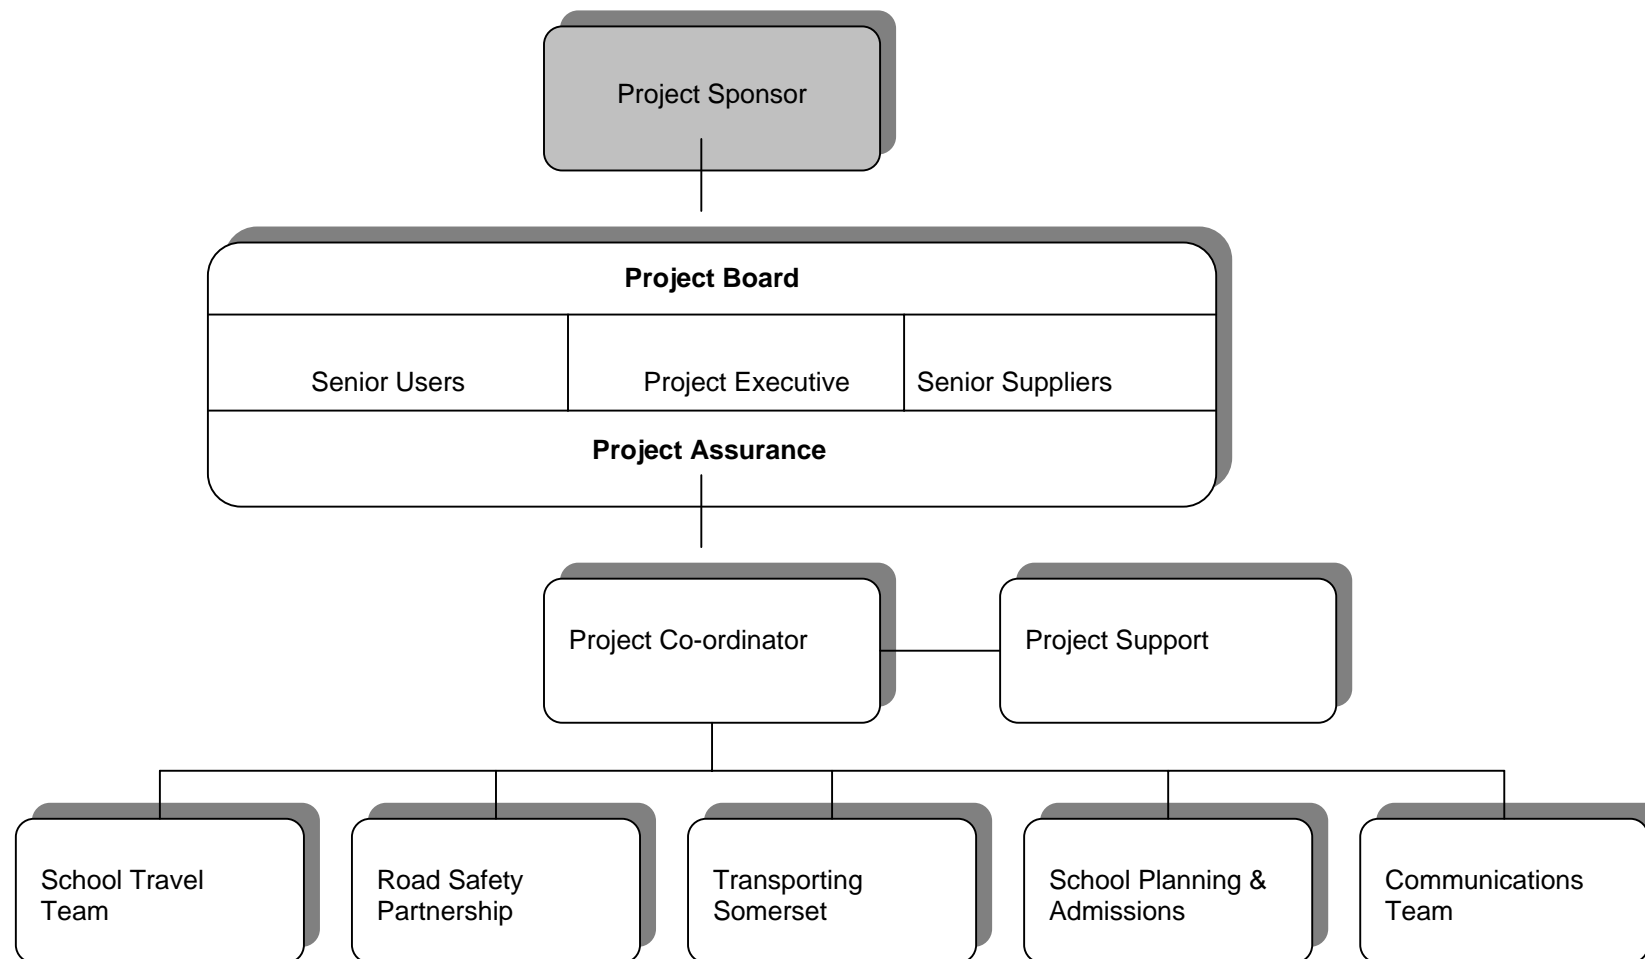 Project Sponsor
Project Board
Senior Users
Project Executive
Senior Suppliers
Project Assurance
Project Co-ordinator
Project Support
School Travel
Team
Road Safety
Partnership
Transporting
Somerset
School Planning &
Admissions
Communications
Team